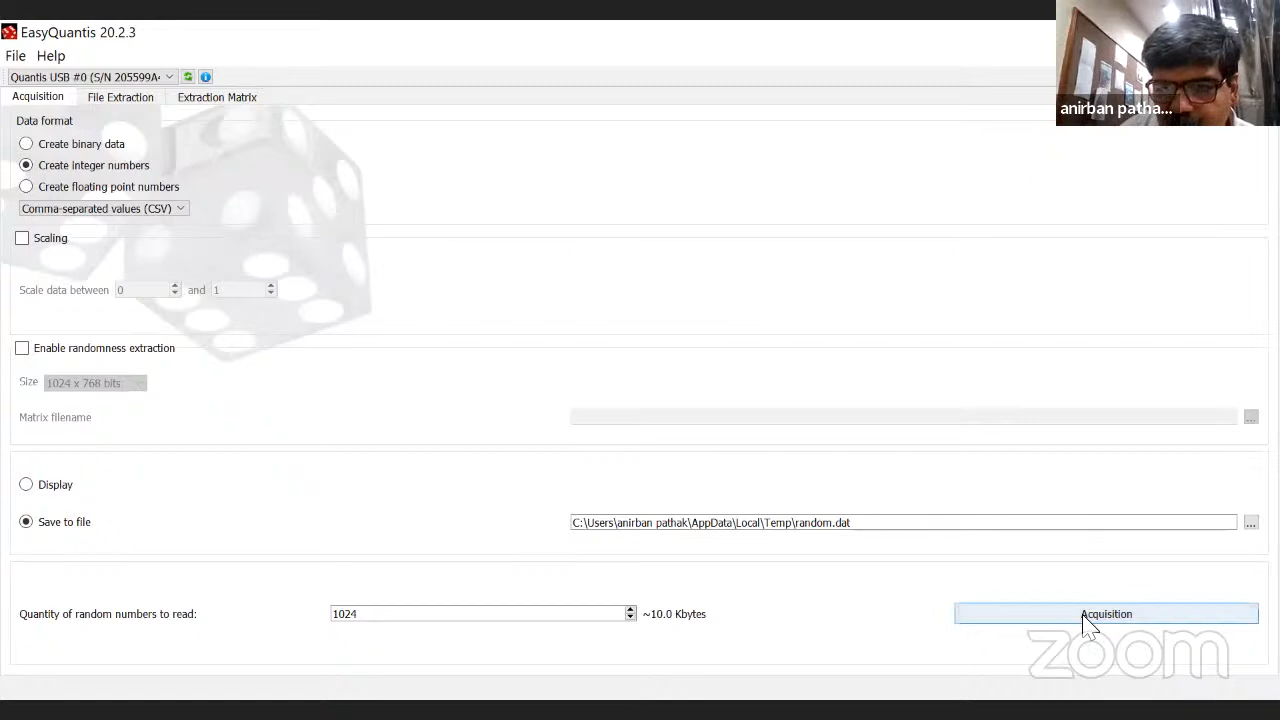 EasyQuantis 20.2.3
File Help
Quantis USB #0 (S/N 205599A
Acquisition File Extraction Extraction Matrix
anirban patha...
Data format
Create binary data
Create integer numbers
Create floating point numbers
Comma-separated values (CSV)
Scaling
Scale data between 0 and 1
Enable randomness extraction
Size 1024 x 768 bits
Matrix filename ...
Display
Save to file C:\Users\anirban pathak\AppData\Local\Temp\random.dat ...
Quantity of random numbers to read: 1024 ~10.0 Kbytes Acquisition
zoom